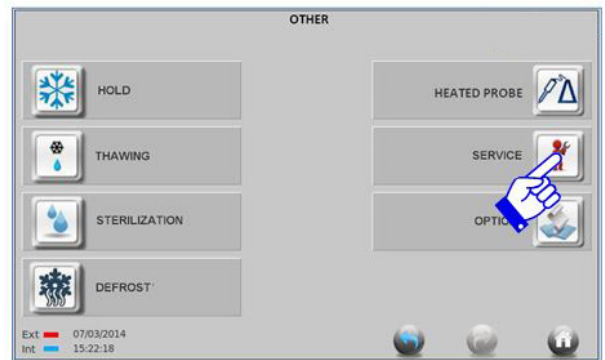 OTHER
HOLD
HEATED PROBE
THAWING
SERVICE
STERILIZATION
DEFROST
Ext 07/03/2014
Int 15:22:18